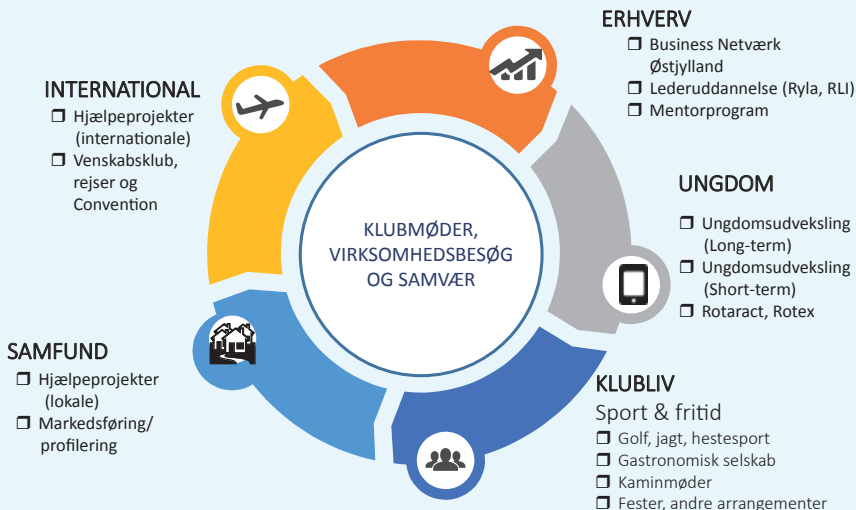 ERHVERV
❒ Business Netværk
Østjylland
❒ Lederuddannelse (Ryla, RLI)
❒ Mentorprogram
INTERNATIONAL
❒ Hjælpeprojekter
(internationale)
❒ Venskabsklub,
rejser og
Convention
UNGDOM
❒ Ungdomsudveksling
(Long-term)
❒ Ungdomsudveksling
(Short-term)
❒ Rotaract, Rotex
KLUBMØDER,
VIRKSOMHEDSBESØG
OG SAMVÆR
SAMFUND
❒ Hjælpeprojekter
(lokale)
❒ Markedsføring/
profilering
KLUBLIV
Sport & fritid
❒ Golf, jagt, hestesport
❒ Gastronomisk selskab
❒ Kaminmøder
❒ Fester, andre arrangementer